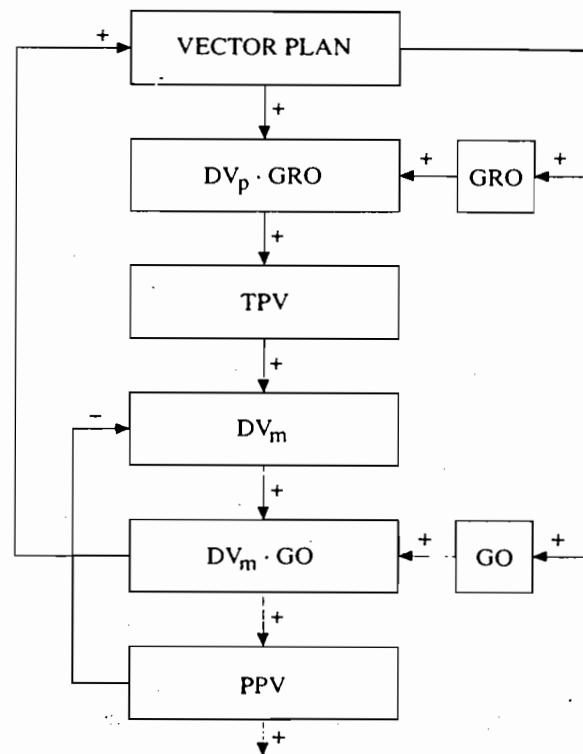 + VECTOR PLAN
+
DVp · GRO + GRO +
+
TPV
+
−
DVm
+
DVm · GO + GO +
+
PPV
+